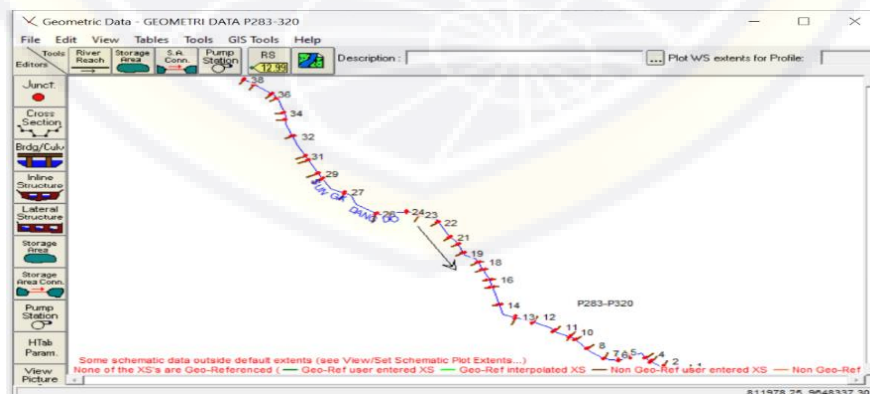 Geometric Data - GEOMETRI DATA P283-320
File Edit View Tables Tools GIS Tools Help
Tools
Editors
River Reach
Storage Area
S.A. Conn.
Pump Station
RS
Description :
...
Plot WS extents for Profile:
Junct.
Cross Section
Brdg/Culv
Inline Structure
Lateral Structure
Storage Area
Storage Area Conn.
Pump Station
HTab Param.
View Picture
38
36
34
32
31
29
27
24
23
22
21
19
18
16
14
13
12
11
10
8
7
6
5
4
2
1
P283-P320
Some schematic data outside default extents (see View/Set Schematic Plot Extents...)
None of the XS's are Geo-Referenced ( Geo-Ref user entered XS Geo-Ref interpolated XS Non Geo-Ref user entered XS Non Geo-Ref